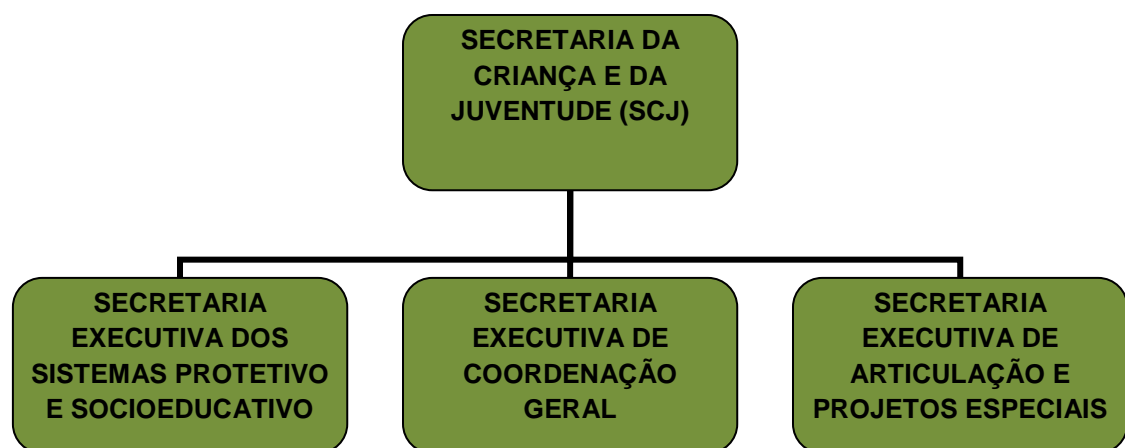 SECRETARIA DA
CRIANÇA E DA
JUVENTUDE (SCJ)
SECRETARIA
EXECUTIVA DOS
SISTEMAS PROTETIVO
E SOCIOEDUCATIVO
SECRETARIA
EXECUTIVA DE
COORDENAÇÃO
GERAL
SECRETARIA
EXECUTIVA DE
ARTICULAÇÃO E
PROJETOS ESPECIAIS